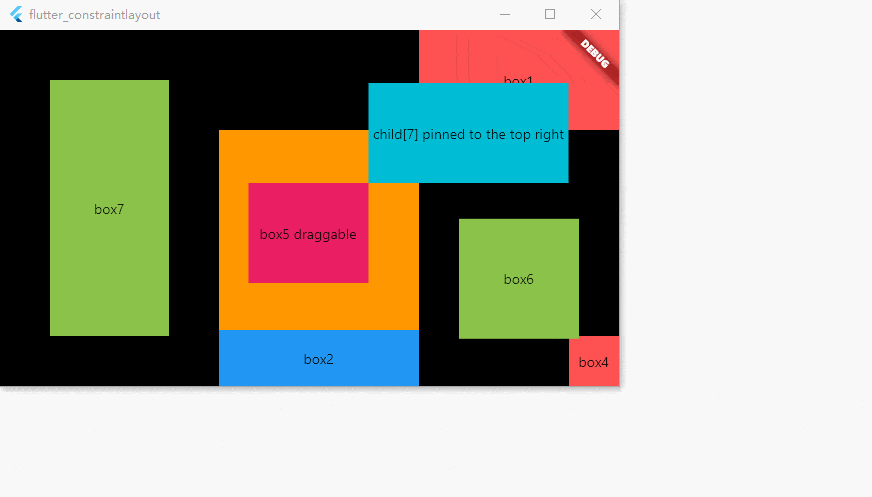 flutter_constraintlayout
DEBUG
box1
child[7] pinned to the top right
box7
box5 draggable
box6
box2
box4